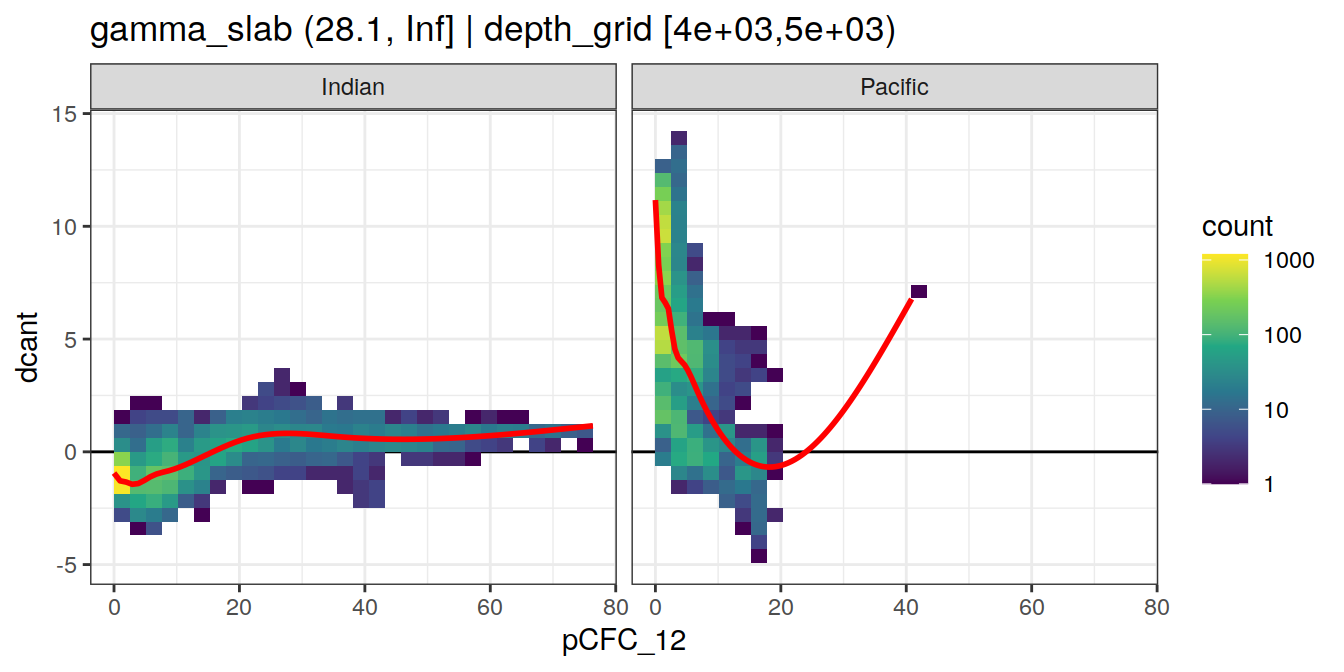 gamma_slab (28.1, Inf] | depth_grid [4e+03,5e+03)
Indian
Pacific
15
10
5
0
-5
dcant
0 20 40 60 80
0 20 40 60 80
pCFC_12
count
1000
100
10
1